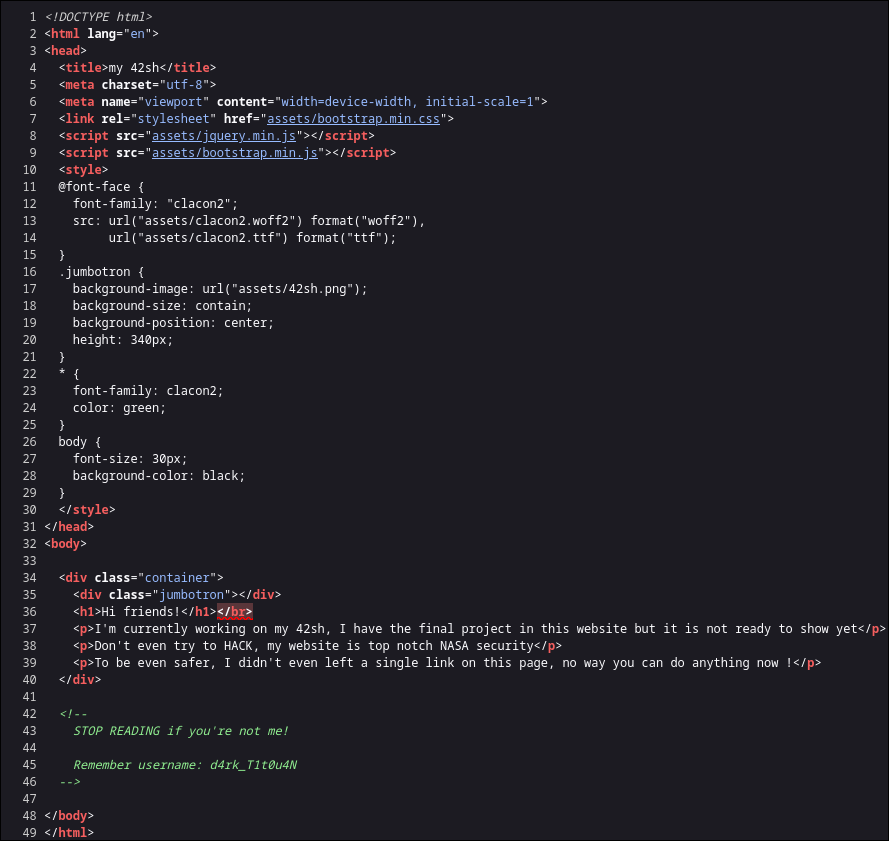 1 <!DOCTYPE html>
2 <html lang="en">
3 <head>
4   <title>my 42sh</title>
5   <meta charset="utf-8">
6   <meta name="viewport" content="width=device-width, initial-scale=1">
7   <link rel="stylesheet" href="assets/bootstrap.min.css">
8   <script src="assets/jquery.min.js"></script>
9   <script src="assets/bootstrap.min.js"></script>
10   <style>
11   @font-face {
12     font-family: "clacon2";
13     src: url("assets/clacon2.woff2") format("woff2"),
14          url("assets/clacon2.ttf") format("ttf");
15   }
16   .jumbotron {
17     background-image: url("assets/42sh.png");
18     background-size: contain;
19     background-position: center;
20     height: 340px;
21   }
22   * {
23     font-family: clacon2;
24     color: green;
25   }
26   body {
27     font-size: 30px;
28     background-color: black;
29   }
30   </style>
31 </head>
32 <body>
33
34   <div class="container">
35     <div class="jumbotron"></div>
36     <h1>Hi friends!</h1></br>
37     <p>I'm currently working on my 42sh, I have the final project in this website but it is not ready to show yet</p>
38     <p>Don't even try to HACK, my website is top notch NASA security</p>
39     <p>To be even safer, I didn't even left a single link on this page, no way you can do anything now !</p>
40   </div>
41
42   <!--
43     STOP READING if you're not me!
44
45     Remember username: d4rk_T1t0u4N
46   -->
47
48 </body>
49 </html>